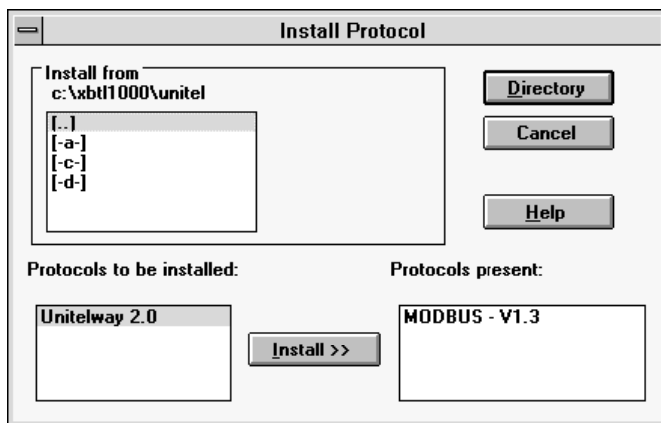 Install Protocol
Install from
c:\xbtl1000\unitel
[..]
[-a-]
[-c-]
[-d-]
Directory
Cancel
Help
Protocols to be installed:
Unitelway 2.0
Install >>
Protocols present:
MODBUS - V1.3